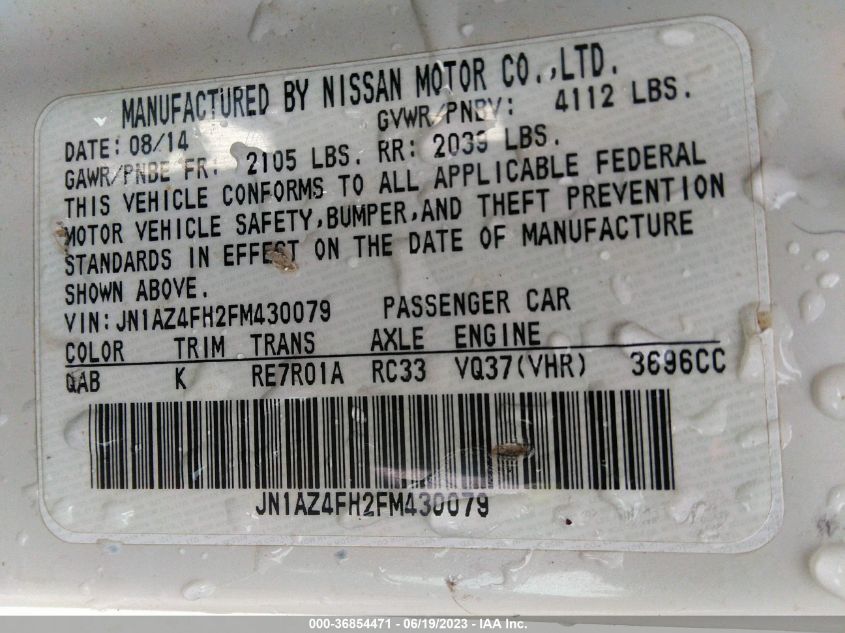 MANUFACTURED BY NISSAN MOTOR CO.,LTD.
DATE: 08/14 GVWR/PNBV: 4112 LBS.
GAWR/PNBE FR: 2105 LBS. RR: 2039 LBS.
THIS VEHICLE CONFORMS TO ALL APPLICABLE FEDERAL
MOTOR VEHICLE SAFETY,BUMPER,AND THEFT PREVENTION
STANDARDS IN EFFECT ON THE DATE OF MANUFACTURE
SHOWN ABOVE.
VIN: JN1AZ4FH2FM430079 PASSENGER CAR
COLOR TRIM TRANS AXLE ENGINE
QAB K RE7R01A RC33 VQ37(VHR) 3696CC
JN1AZ4FH2FM430079
000-36854471 - 06/19/2023 - IAA Inc.